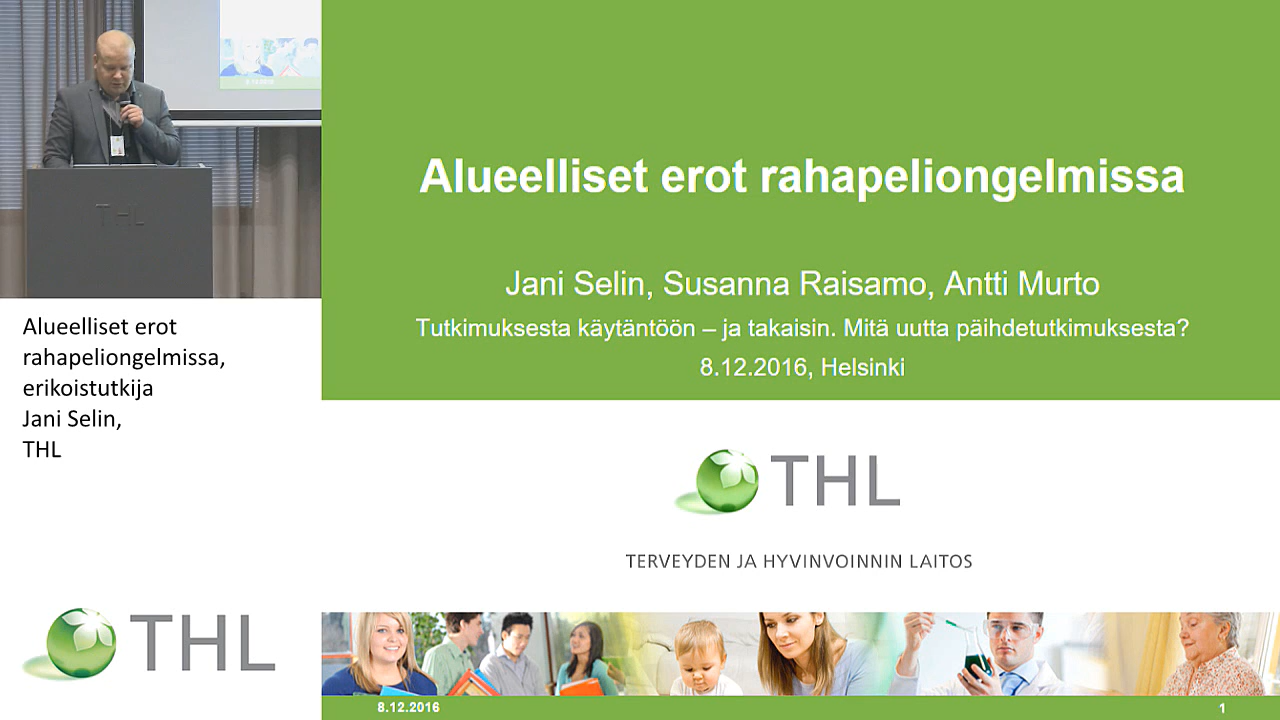 THL
Alueelliset erot
rahapeliongelmissa,
erikoistutkija
Jani Selin,
THL
THL
Alueelliset erot rahapeliongelmissa
Jani Selin, Susanna Raisamo, Antti Murto
Tutkimuksesta käytäntöön – ja takaisin. Mitä uutta päihdetutkimuksesta?
8.12.2016, Helsinki
THL
TERVEYDEN JA HYVINVOINNIN LAITOS
8.12.2016
1